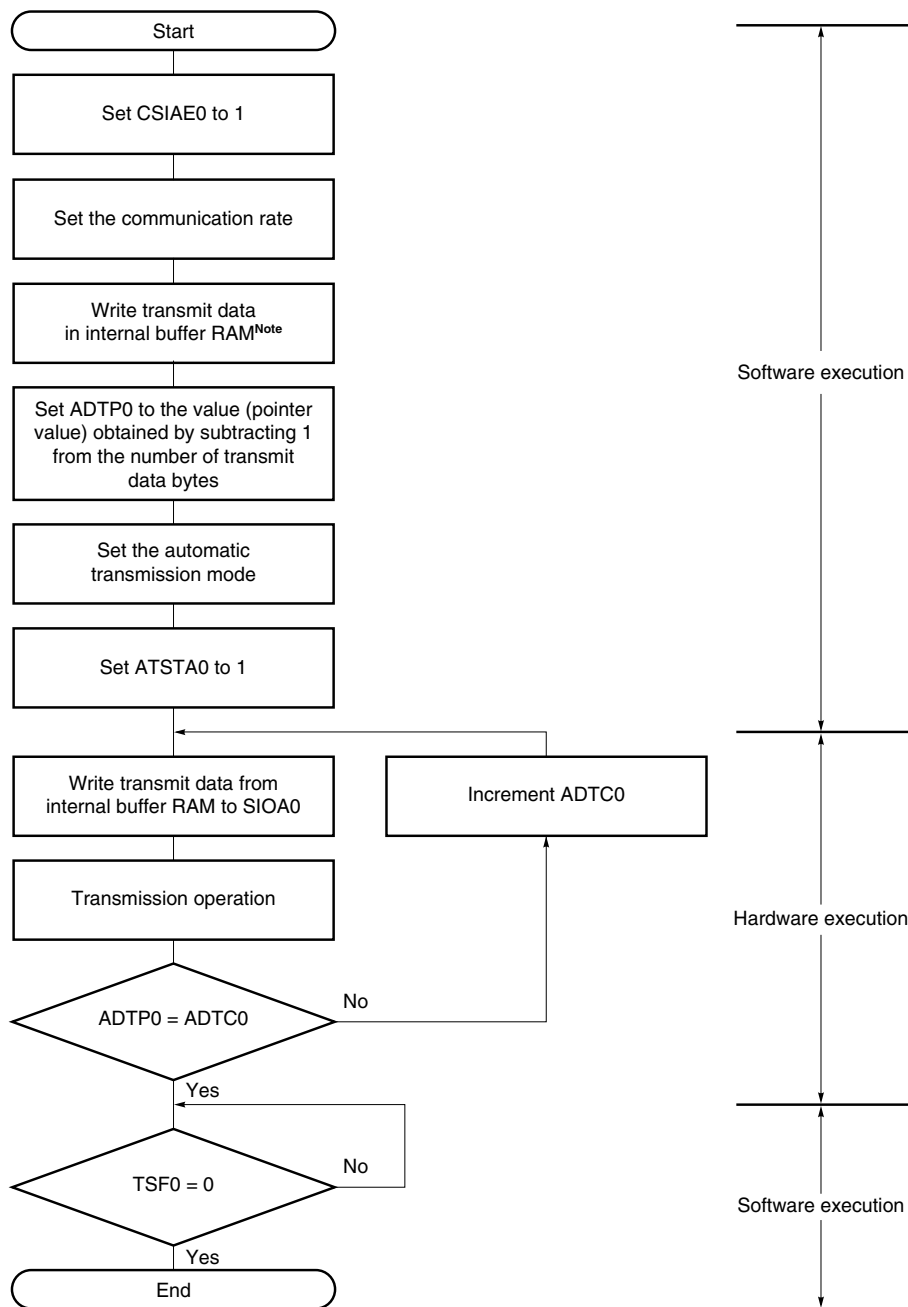 Start
Set CSIAE0 to 1
Set the communication rate
Write transmit data
in internal buffer RAMNote
Software execution
Set ADTP0 to the value (pointer
value) obtained by subtracting 1
from the number of transmit
data bytes
Set the automatic
transmission mode
Set ATSTA0 to 1
Write transmit data from
internal buffer RAM to SIOA0
Increment ADTC0
Transmission operation
Hardware execution
ADTP0 = ADTC0
No
Yes
TSF0 = 0
No
Software execution
Yes
End